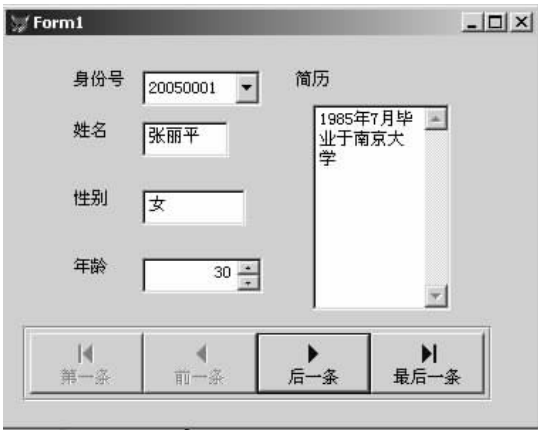 Form1
身份号 20050001
简历
姓名 张丽平
1985年7月毕
业于南京大
学
性别 女
年龄 30
第一条 前一条 后一条 最后一条